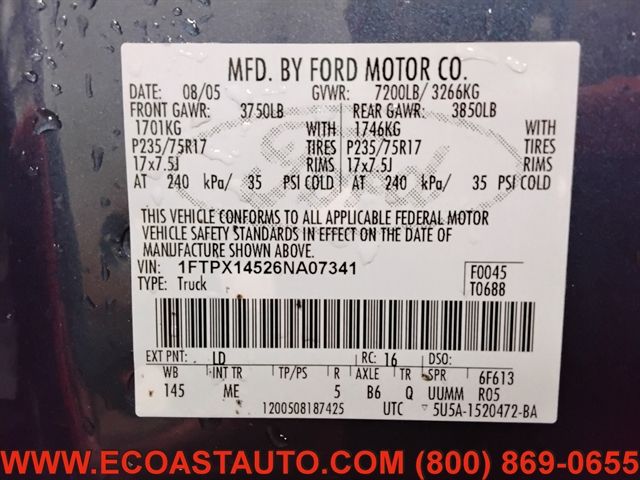 MFD. BY FORD MOTOR CO.
DATE: 08/05 GVWR: 7200LB/ 3266KG
FRONT GAWR: 3750LB REAR GAWR: 3850LB
1701KG WITH 1746KG WITH
P235/75R17 TIRES P235/75R17 TIRES
17x7.5J RIMS 17x7.5J RIMS
AT 240 kPa/ 35 PSI COLD AT 240 kPa/ 35 PSI COLD
Ford
THIS VEHICLE CONFORMS TO ALL APPLICABLE FEDERAL MOTOR
VEHICLE SAFETY STANDARDS IN EFFECT ON THE DATE OF
MANUFACTURE SHOWN ABOVE.
VIN: 1FTPX14526NA07341 F0045
TYPE: Truck T0688
EXT PNT: LD RC: 16 DSO:
WB INT TR TP/PS R AXLE TR SPR 6F613
145 ME 5 B6 Q UUMM R05
1200508187425 UTC 5U5A-1520472-BA
WWW.ECOASTAUTO.COM (800) 869-0655